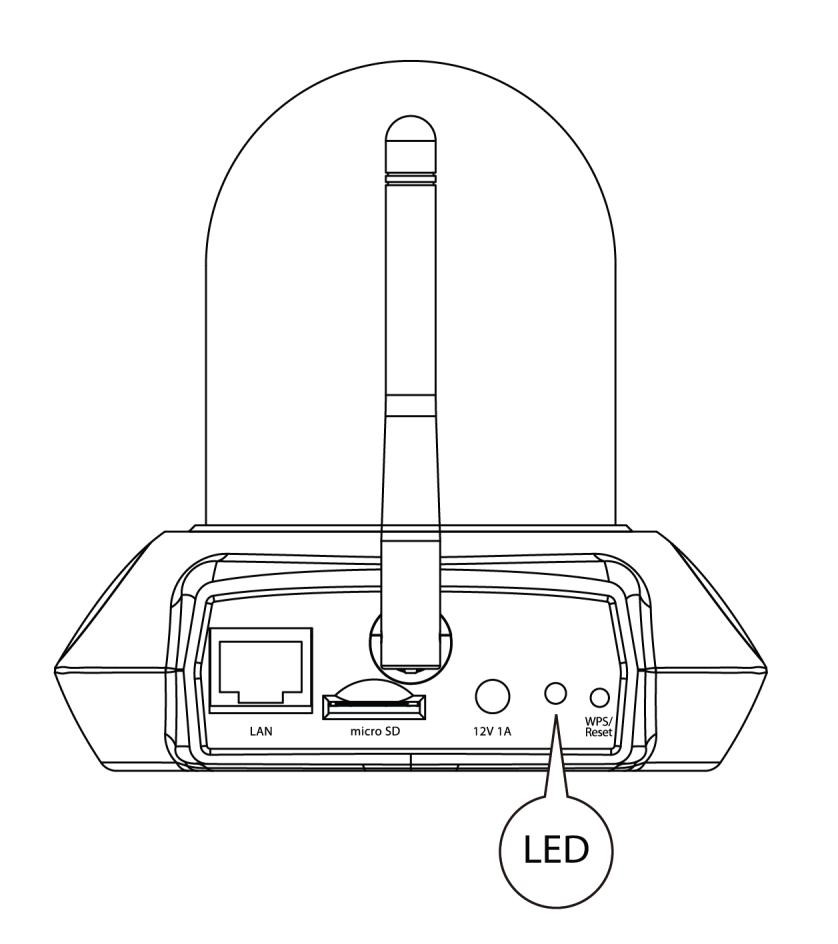 LAN
micro SD
12V 1A
WPS/
Reset
LED